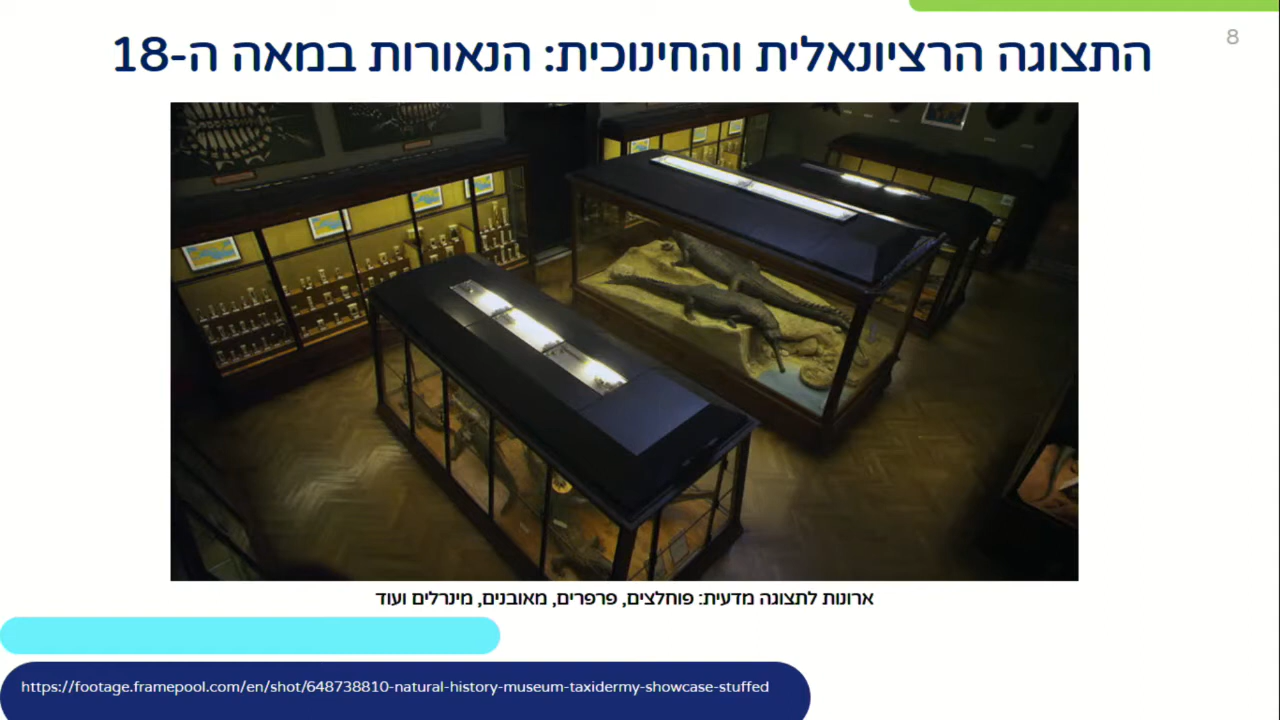 8
התצוגה הרציונאלית והחינוכית: הנאורות במאה ה-18
ארונות לתצוגה מדעית: פוחלצים, פרפרים, מאובנים, מינרלים ועוד
https://footage.framepool.com/en/shot/648738810-natural-history-museum-taxidermy-showcase-stuffed